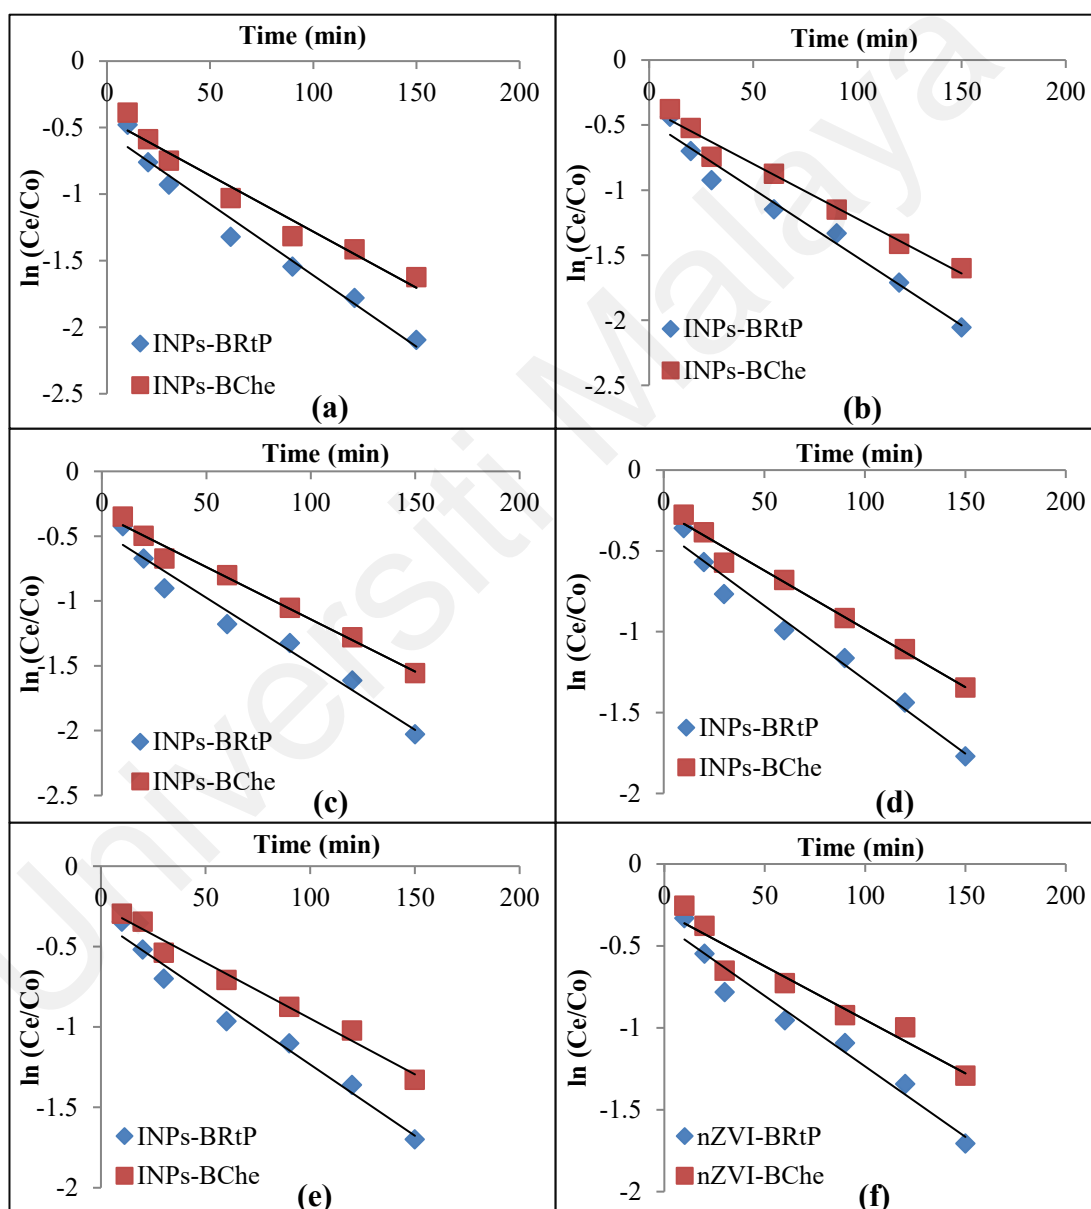 Time (min)
0 50 100 150 200
0
-0.5
-1
-1.5
-2
-2.5
ln (Ce/Co)
INPs-BRtP
INPs-BChe
(a)
Time (min)
0 50 100 150 200
0
-0.5
-1
-1.5
-2
-2.5
ln (Ce/Co)
INPs-BRtP
INPs-BChe
(b)
Time (min)
0 50 100 150 200
0
-0.5
-1
-1.5
-2
-2.5
ln (Ce/Co)
INPs-BRtP
INPs-BChe
(c)
Time (min)
0 50 100 150 200
0
-0.5
-1
-1.5
-2
ln (Ce/Co)
INPs-BRtP
INPs-BChe
(d)
Time (min)
0 50 100 150 200
0
-0.5
-1
-1.5
-2
ln (Ce/Co)
INPs-BRtP
INPs-BChe
(e)
Time (min)
0 50 100 150 200
0
-0.5
-1
-1.5
-2
ln (Ce/Co)
nZVI-BRtP
nZVI-BChe
(f)
Universiti Malaya